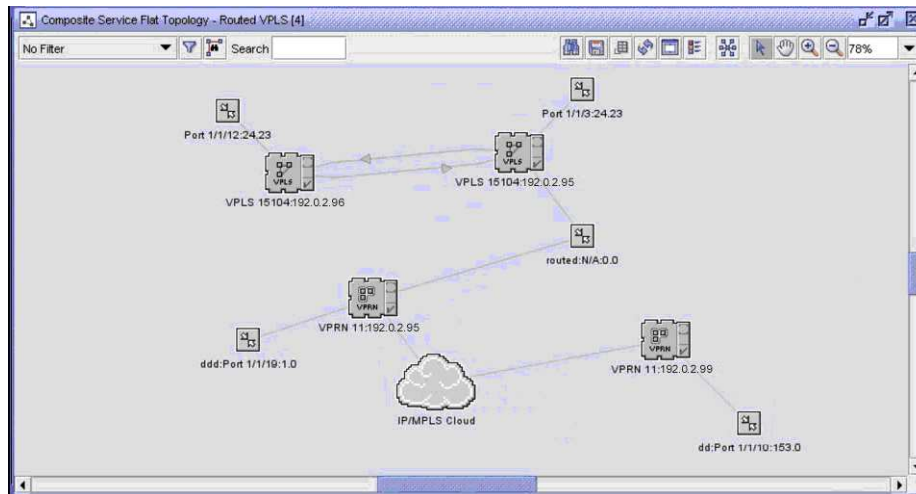 Composite Service Flat Topology - Routed VPLS [4]
No Filter
Search
78%
Port 1/1/12:24.23
Port 1/1/3:24.23
VPLS
VPLS
VPLS 15104:192.0.2.96
VPLS 15104:192.0.2.95
routed:N/A:0.0
VPRN
VPRN 11:192.0.2.95
VPRN
ddd:Port 1/1/19:1.0
VPRN 11:192.0.2.99
IP/MPLS Cloud
dd:Port 1/1/10:153.0